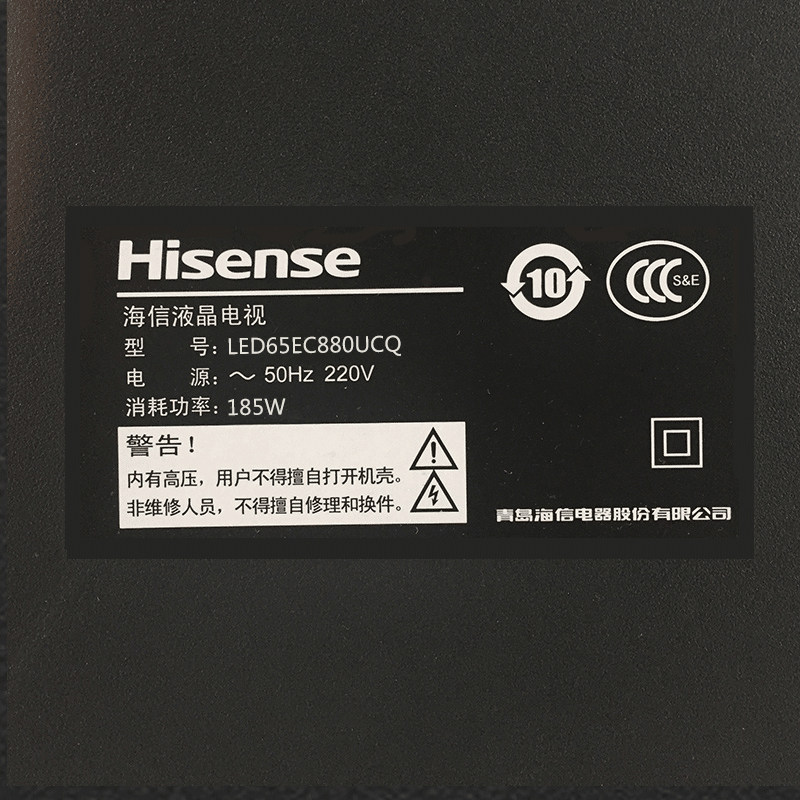 Hisense
海信液晶电视
型 号: LED65EC880UCQ
电 源: ～ 50Hz 220V
消耗功率: 185W
警告！
内有高压，用户不得擅自打开机壳。
非维修人员，不得擅自修理和换件。
10
CCC S&E
青岛海信电器股份有限公司